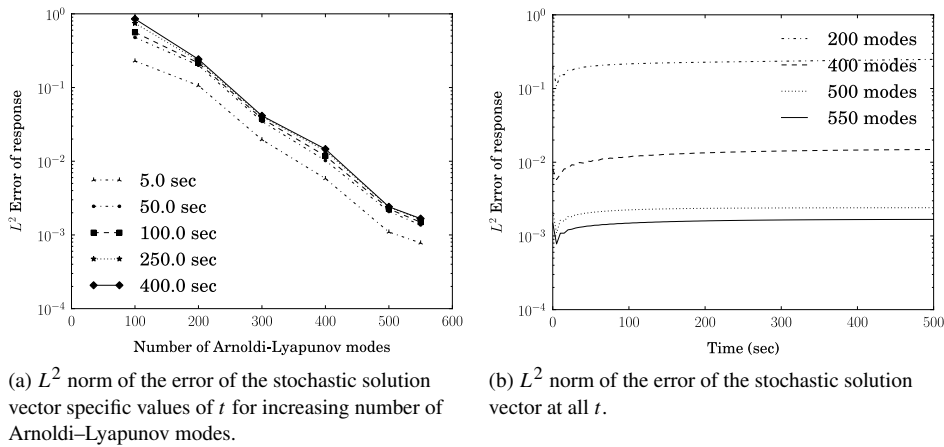 10^0
10^-1
10^-2
10^-3
10^-4
L^2 Error of response
5.0 sec
50.0 sec
100.0 sec
250.0 sec
400.0 sec
0 100 200 300 400 500 600
Number of Arnoldi-Lyapunov modes
(a) L^2 norm of the error of the stochastic solution
vector specific values of t for increasing number of
Arnoldi–Lyapunov modes.
10^0
10^-1
10^-2
10^-3
10^-4
L^2 Error of response
200 modes
400 modes
500 modes
550 modes
0 100 200 300 400 500
Time (sec)
(b) L^2 norm of the error of the stochastic solution
vector at all t.